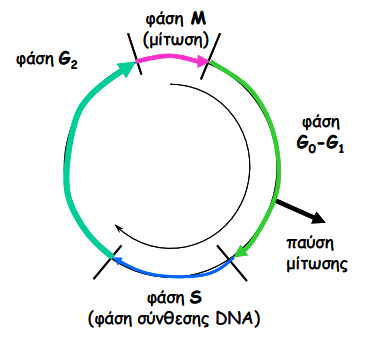 φάση M
(μίτωση)
φάση G₂
φάση
G₀-G₁
παύση
μίτωσης
φάση S
(φάση σύνθεσης DNA)